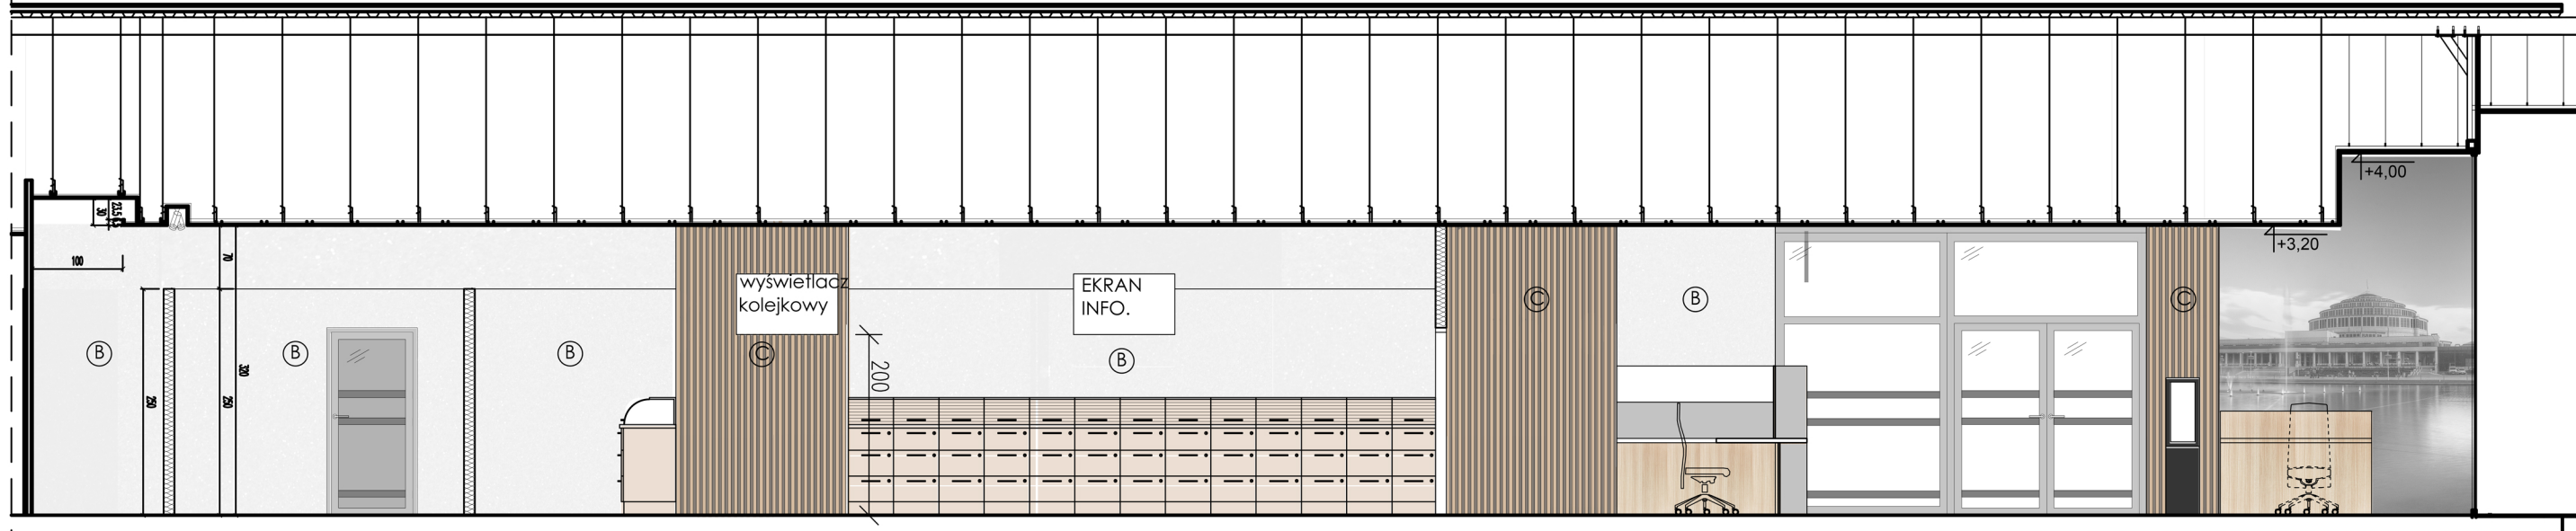 +4,00
30
23,5
+3,20
100
70
wyświetlacz
kolejkowy
EKRAN
INFO.
C
B
C
B
B
B
C
B
200
320
250
250